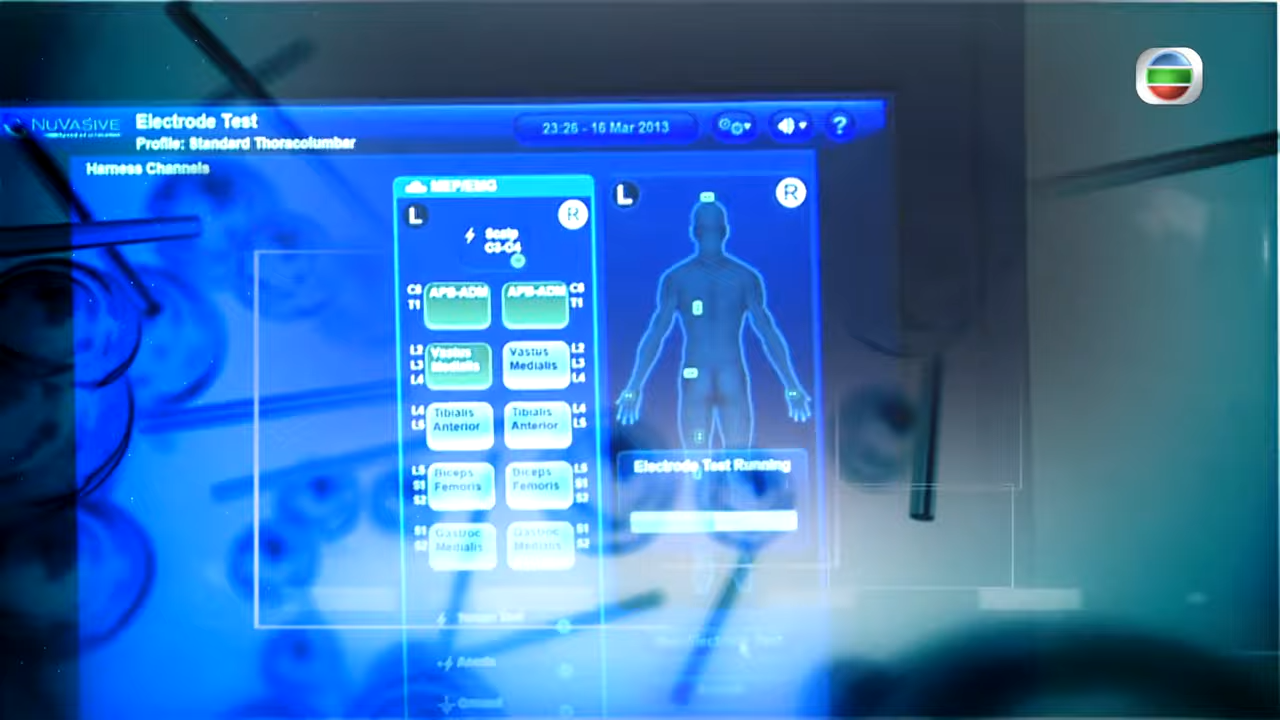 NUVASIVE
Electrode Test
Profile: Standard Thoracolumbar
23:26 - 16 Mar 2013
?
Harness Channels
MEP/EMG
L
R
Scalp
C3-C4
C8
T1
APB-ADM
APB-ADM
C8
T1
L2
L3
L4
Vastus
Medialis
Vastus
Medialis
L2
L3
L4
L4
L5
Tibialis
Anterior
Tibialis
Anterior
L4
L5
L5
S1
S2
Biceps
Femoris
Biceps
Femoris
L5
S1
S2
S1
S2
Gastroc
Medialis
Gastroc
Medialis
S1
S2
L
R
Electrode Test Running